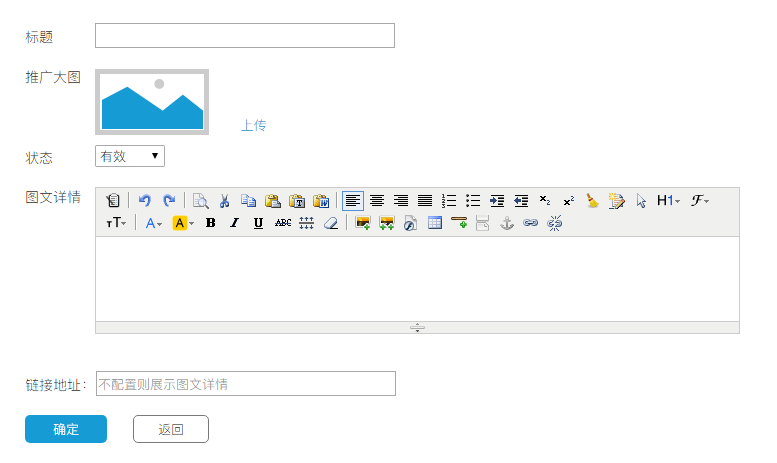 标题
推广大图
上传
状态
有效
图文详情
H1 ℱ
TT A A B I U ABC
链接地址：
不配置则展示图文详情
确定 返回